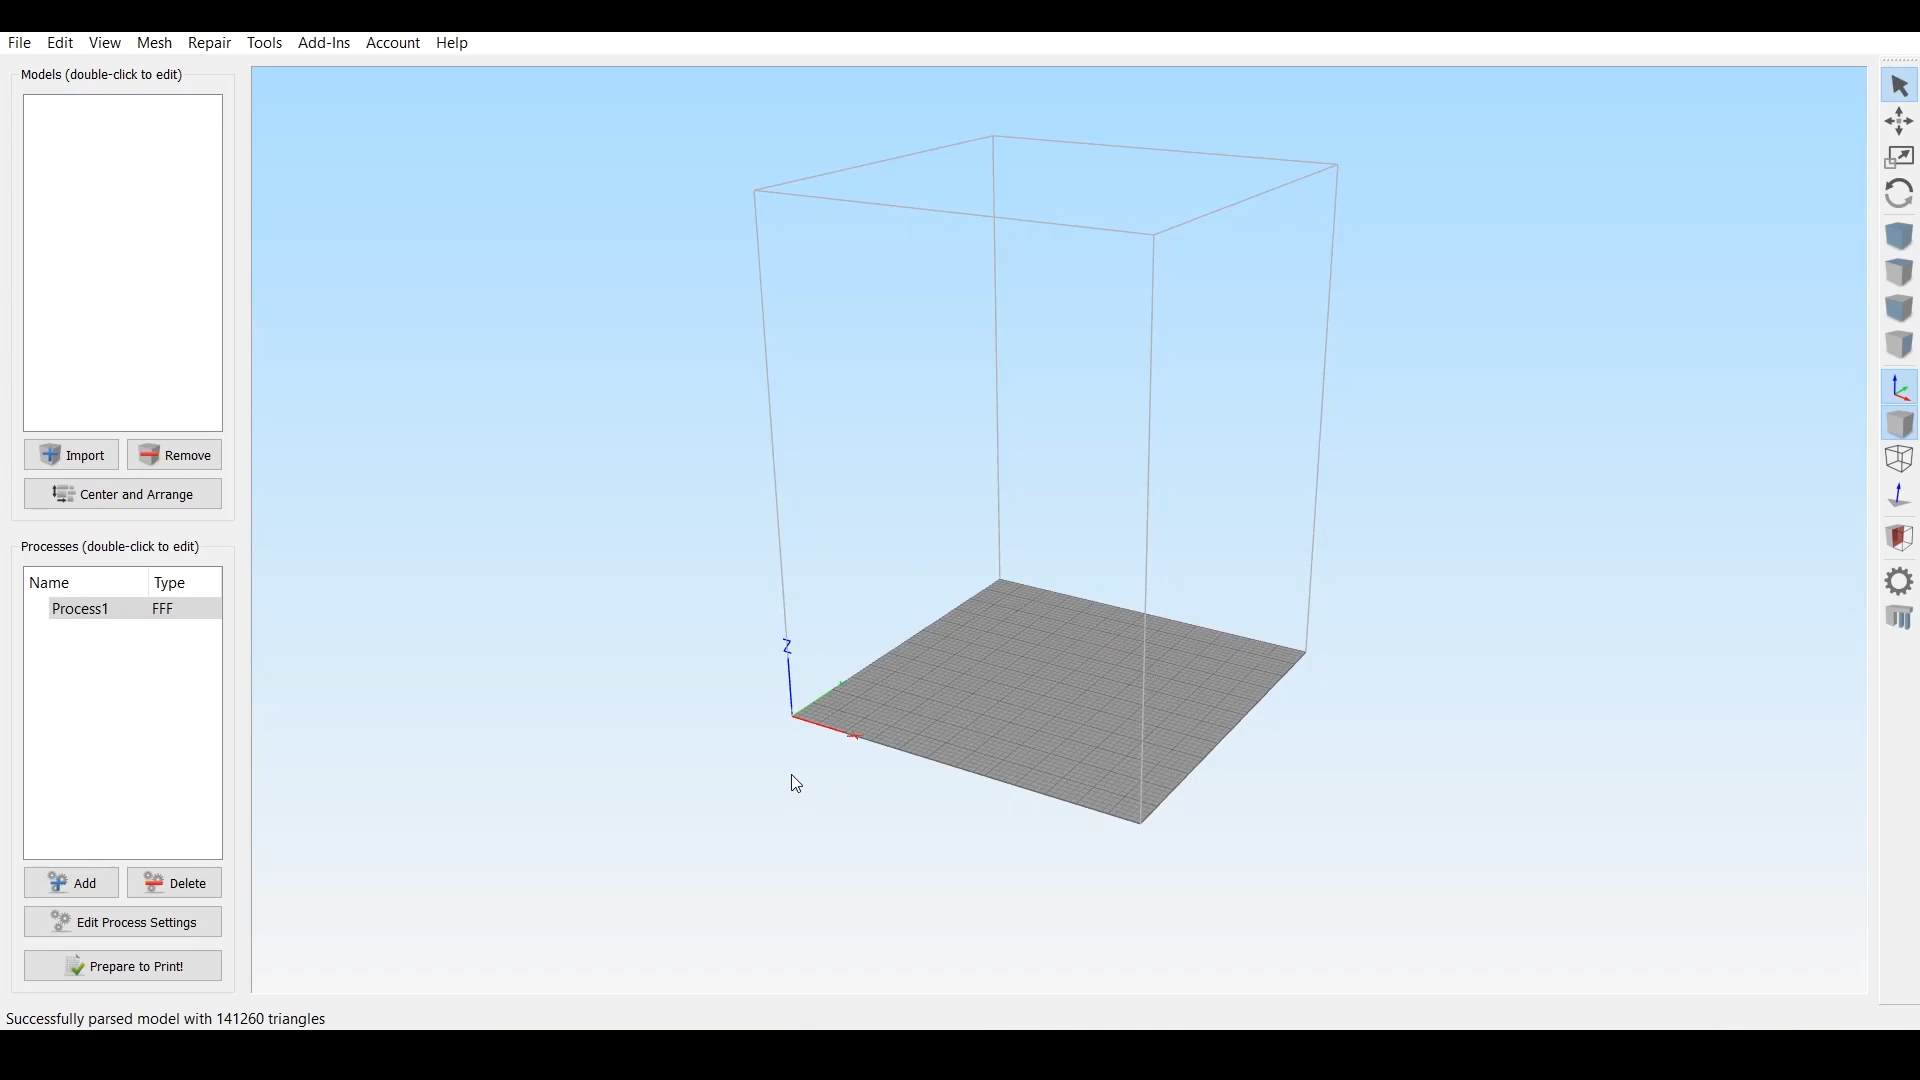 File Edit View Mesh Repair Tools Add-Ins Account Help
Models (double-click to edit)
Import Remove
Center and Arrange
Processes (double-click to edit)
Name Type
Process1 FFF
Add Delete
Edit Process Settings
Prepare to Print!
Z
Successfully parsed model with 141260 triangles